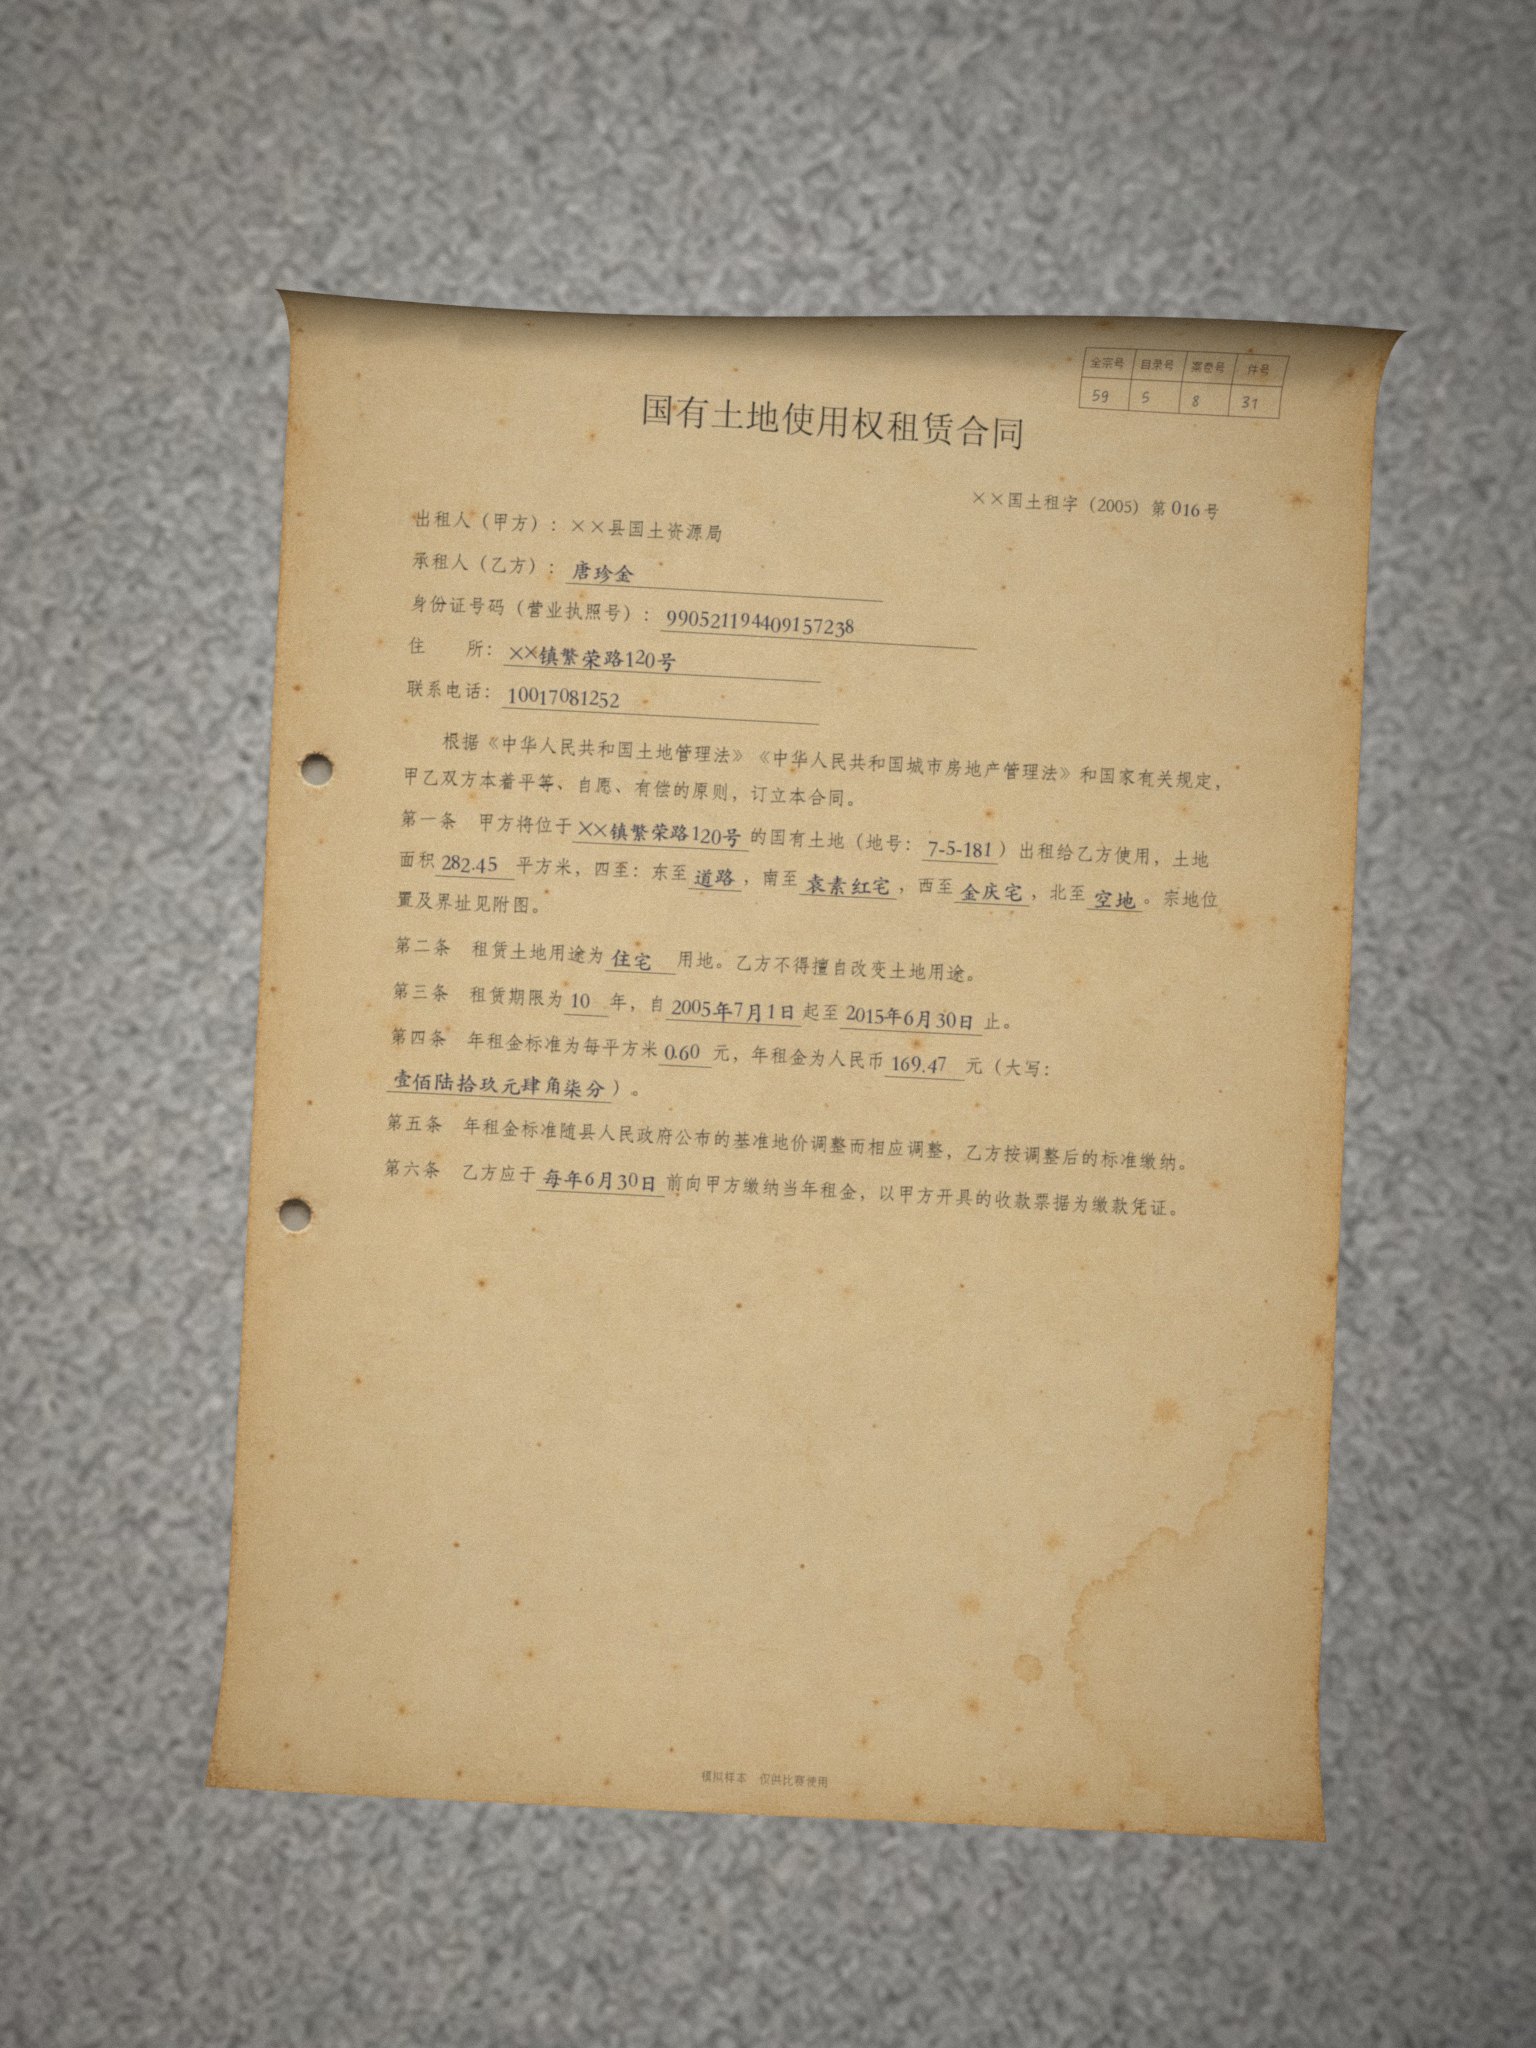 全宗号 目录号 案卷号 件号
59 5 8 31
国有土地使用权租赁合同
××国土租字（2005）第016号
出租人（甲方）：××县国土资源局
承租人（乙方）：唐珍金
身份证号码（营业执照号）：990521194409157238
住　　所：××镇繁荣路120号
联系电话：10017081252
根据《中华人民共和国土地管理法》《中华人民共和国城市房地产管理法》和国家有关规定，
甲乙双方本着平等、自愿、有偿的原则，订立本合同。
第一条　甲方将位于××镇繁荣路120号的国有土地（地号：7-5-181）出租给乙方使用，土地
面积282.45平方米，四至：东至道路，南至袁素红宅，西至金庆宅，北至空地。宗地位
置及界址见附图。
第二条　租赁土地用途为住宅用地。乙方不得擅自改变土地用途。
第三条　租赁期限为10年，自2005年7月1日起至2015年6月30日止。
第四条　年租金标准为每平方米0.60元，年租金为人民币169.47元（大写：
壹佰陆拾玖元肆角柒分）。
第五条　年租金标准随县人民政府公布的基准地价调整而相应调整，乙方按调整后的标准缴纳。
第六条　乙方应于每年6月30日前向甲方缴纳当年租金，以甲方开具的收款票据为缴款凭证。
模拟样本　仅供比赛使用